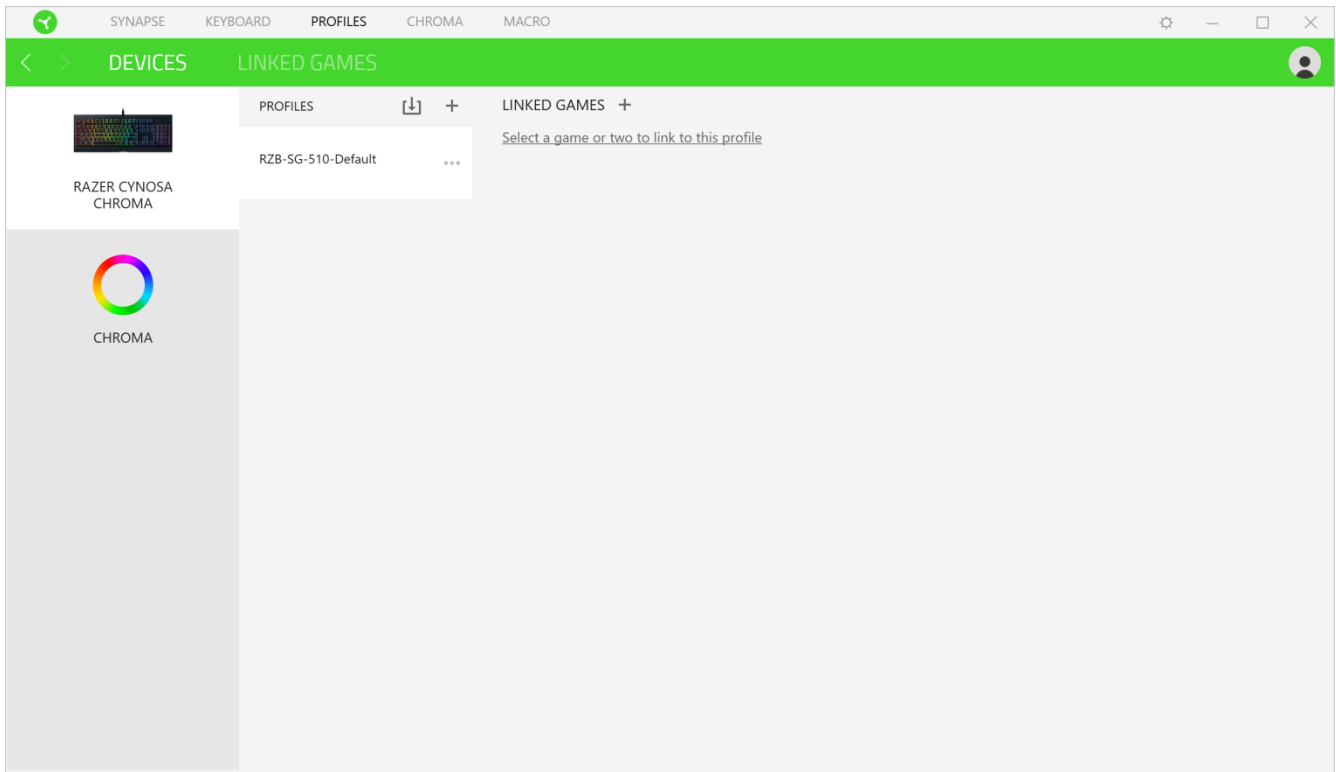 SYNAPSE KEYBOARD PROFILES CHROMA MACRO
DEVICES LINKED GAMES
RAZER CYNOSA
CHROMA
CHROMA
PROFILES
RZB-SG-510-Default
LINKED GAMES
Select a game or two to link to this profile